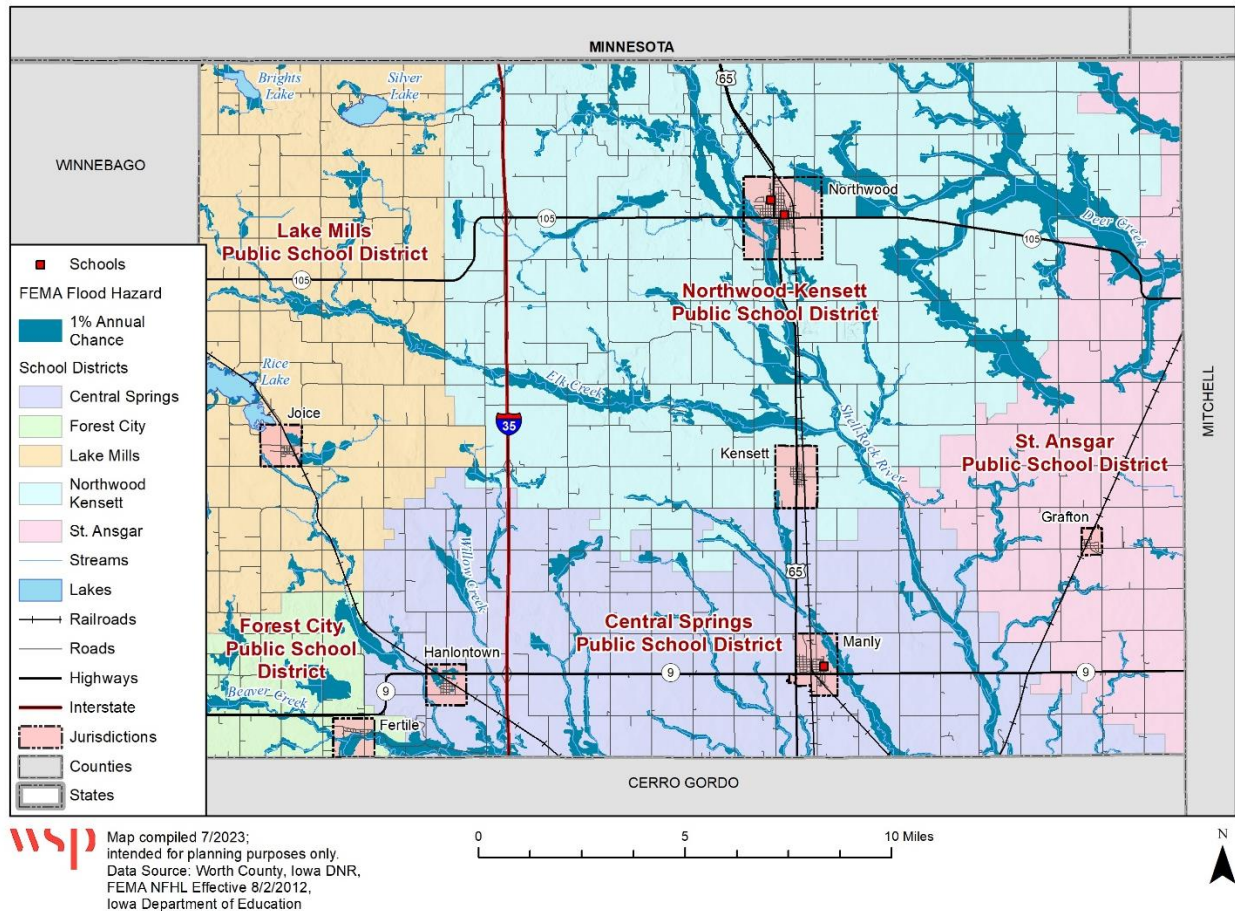 MINNESOTA
65
Brights
Lake
Silver
Lake
WINNEBAGO
Northwood
105
Deer Creek
105
Lake Mills
Public School District
105
Northwood-Kensett
Public School District
Rice
Lake
Elk Creek
Joice
35
Shell Rock River
MITCHELL
Kensett
St. Ansgar
Public School District
Grafton
Willow Creek
65
Forest City
Public School
District
Central Springs
Public School District
Manly
Hanlontown
9
9
9
Beaver Creek
Fertile
CERRO GORDO
Schools
FEMA Flood Hazard
1% Annual
Chance
School Districts
Central Springs
Forest City
Lake Mills
Northwood
Kensett
St. Ansgar
Streams
Lakes
Railroads
Roads
Highways
Interstate
Jurisdictions
Counties
States
wsp
Map compiled 7/2023;
intended for planning purposes only.
Data Source: Worth County, Iowa DNR,
FEMA NFHL Effective 8/2/2012,
Iowa Department of Education
0 5 10 Miles
N